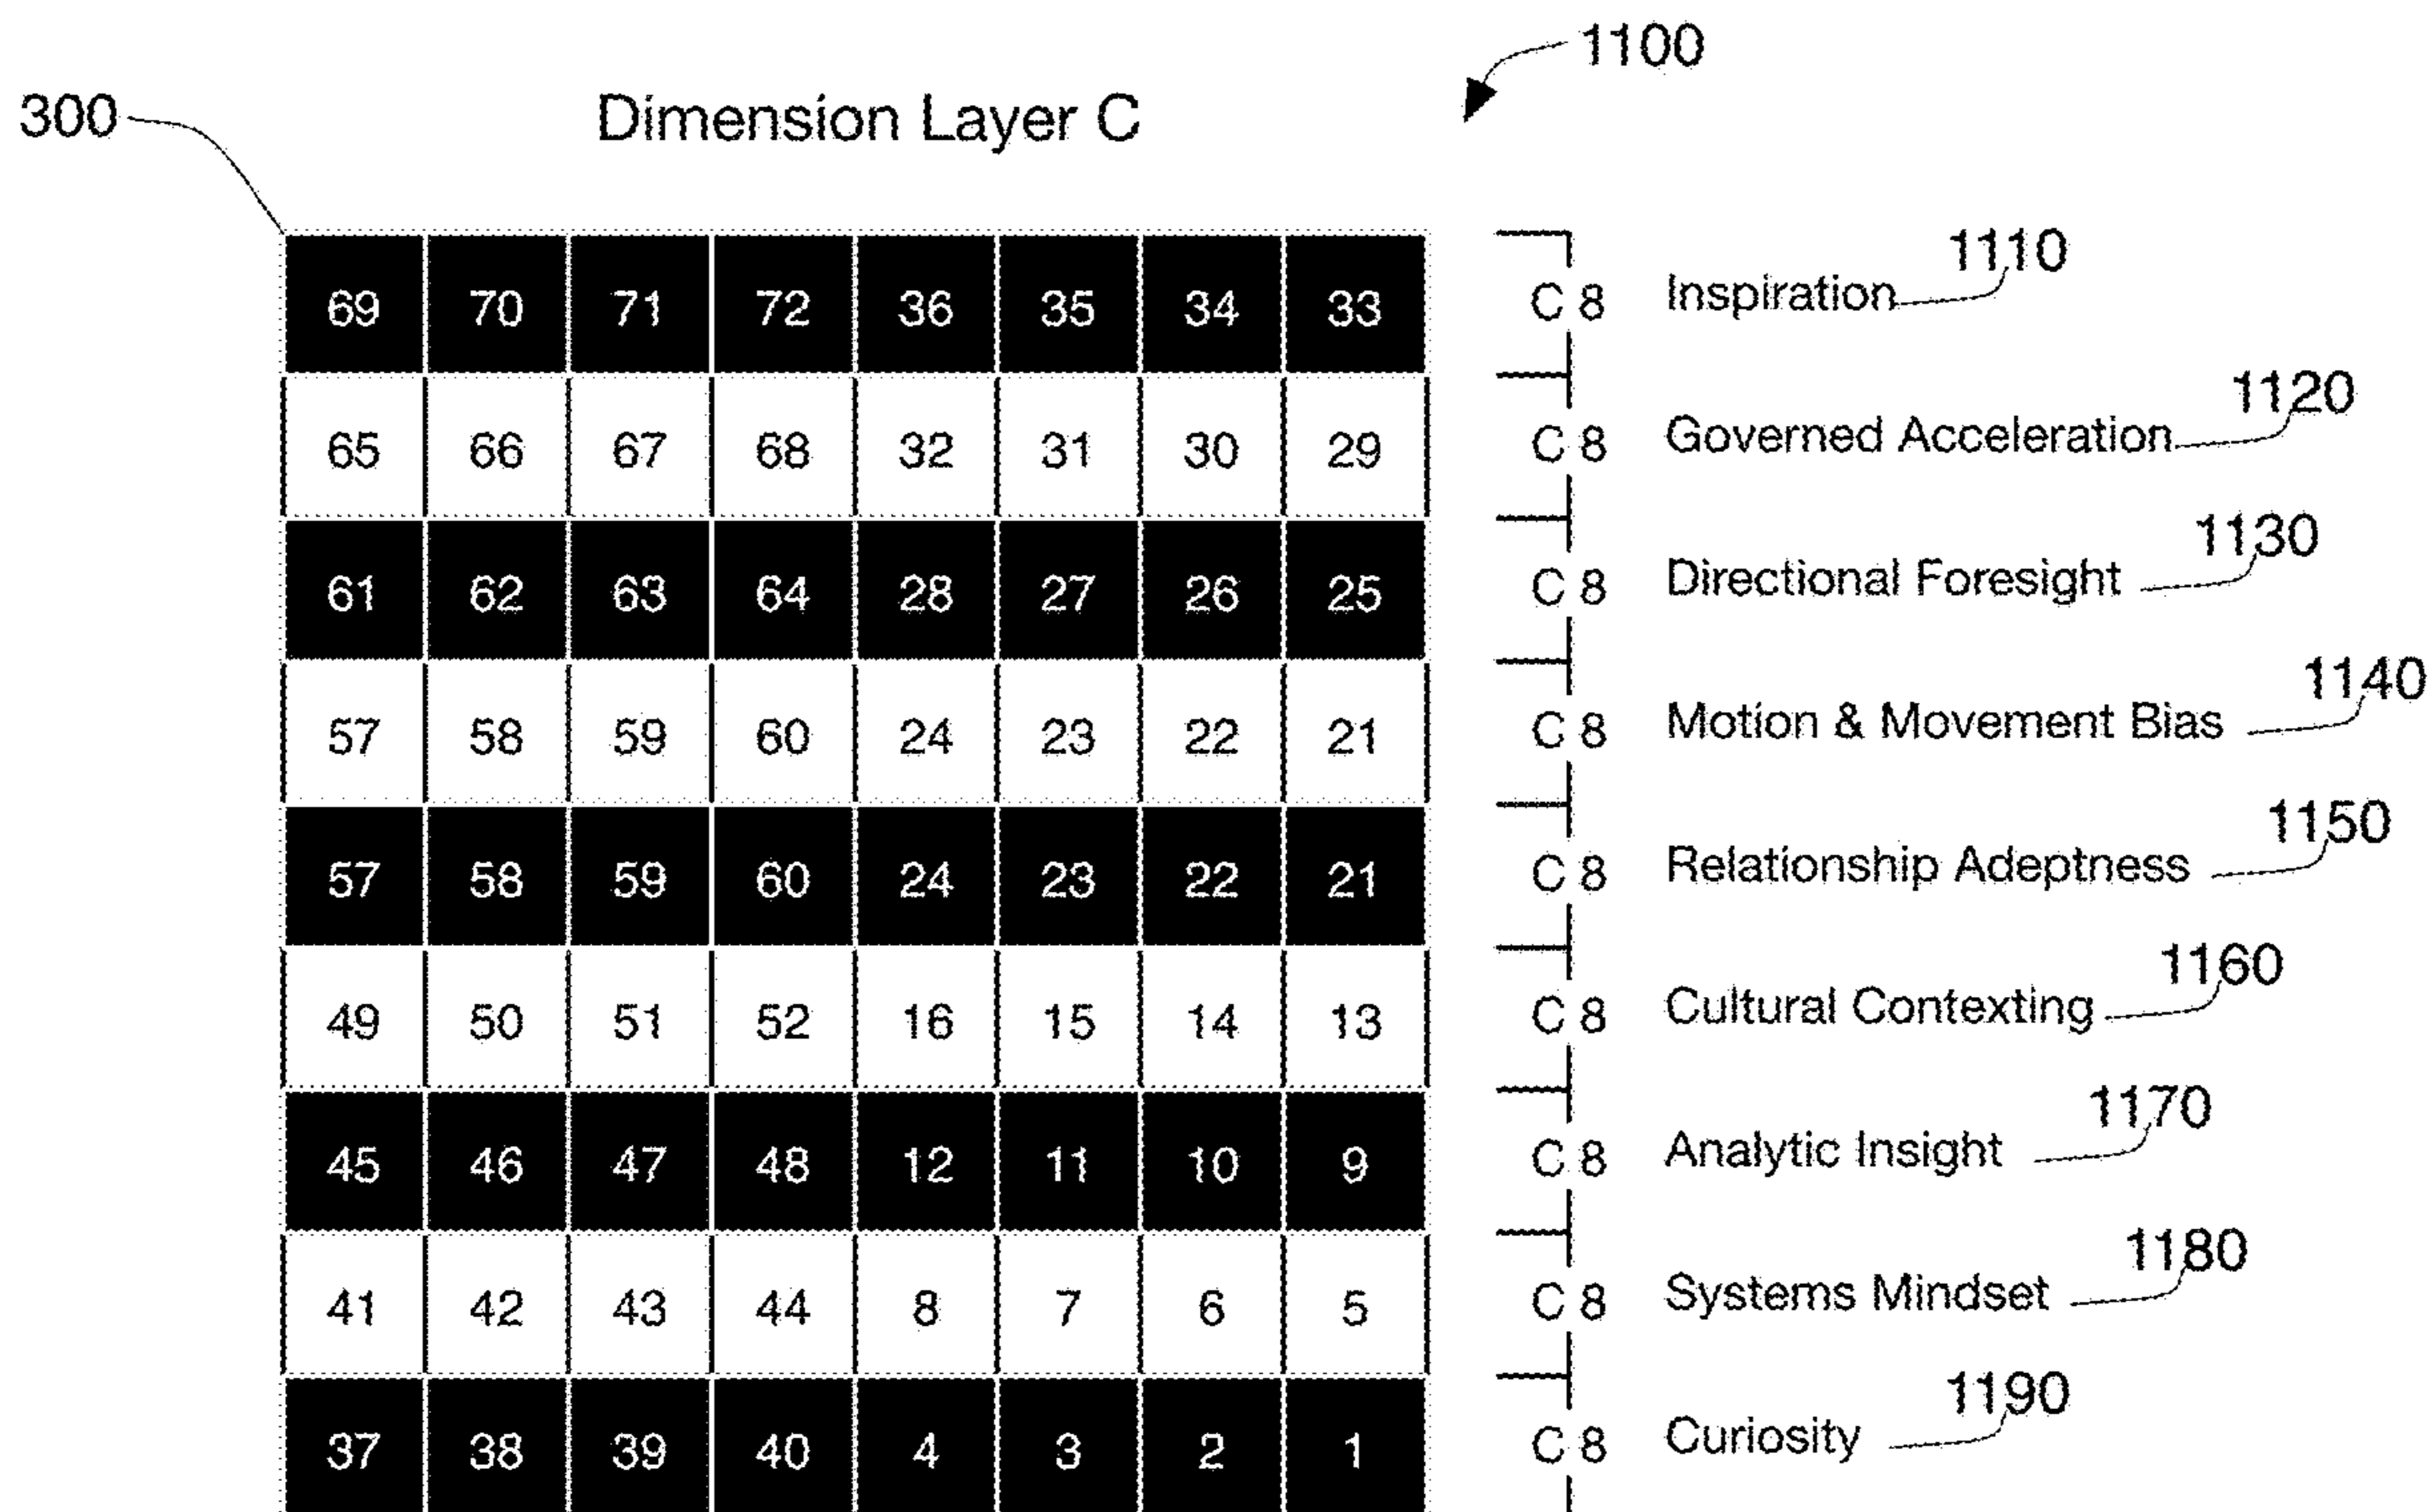 1100
300 Dimension Layer C
1110
69 70 71 72 36 35 34 33 C 8 Inspiration
1120
65 66 67 68 32 31 30 29 C 8 Governed Acceleration
1130
61 62 63 64 28 27 26 25 C 8 Directional Foresight
1140
57 58 59 60 24 23 22 21 C 8 Motion & Movement Bias
1150
57 58 59 60 24 23 22 21 C 8 Relationship Adeptness
1160
49 50 51 52 16 15 14 13 C 8 Cultural Contexting
1170
45 46 47 48 12 11 10 9 C 8 Analytic Insight
1180
41 42 43 44 8 7 6 5 C 8 Systems Mindset
1190
37 38 39 40 4 3 2 1 C 8 Curiosity